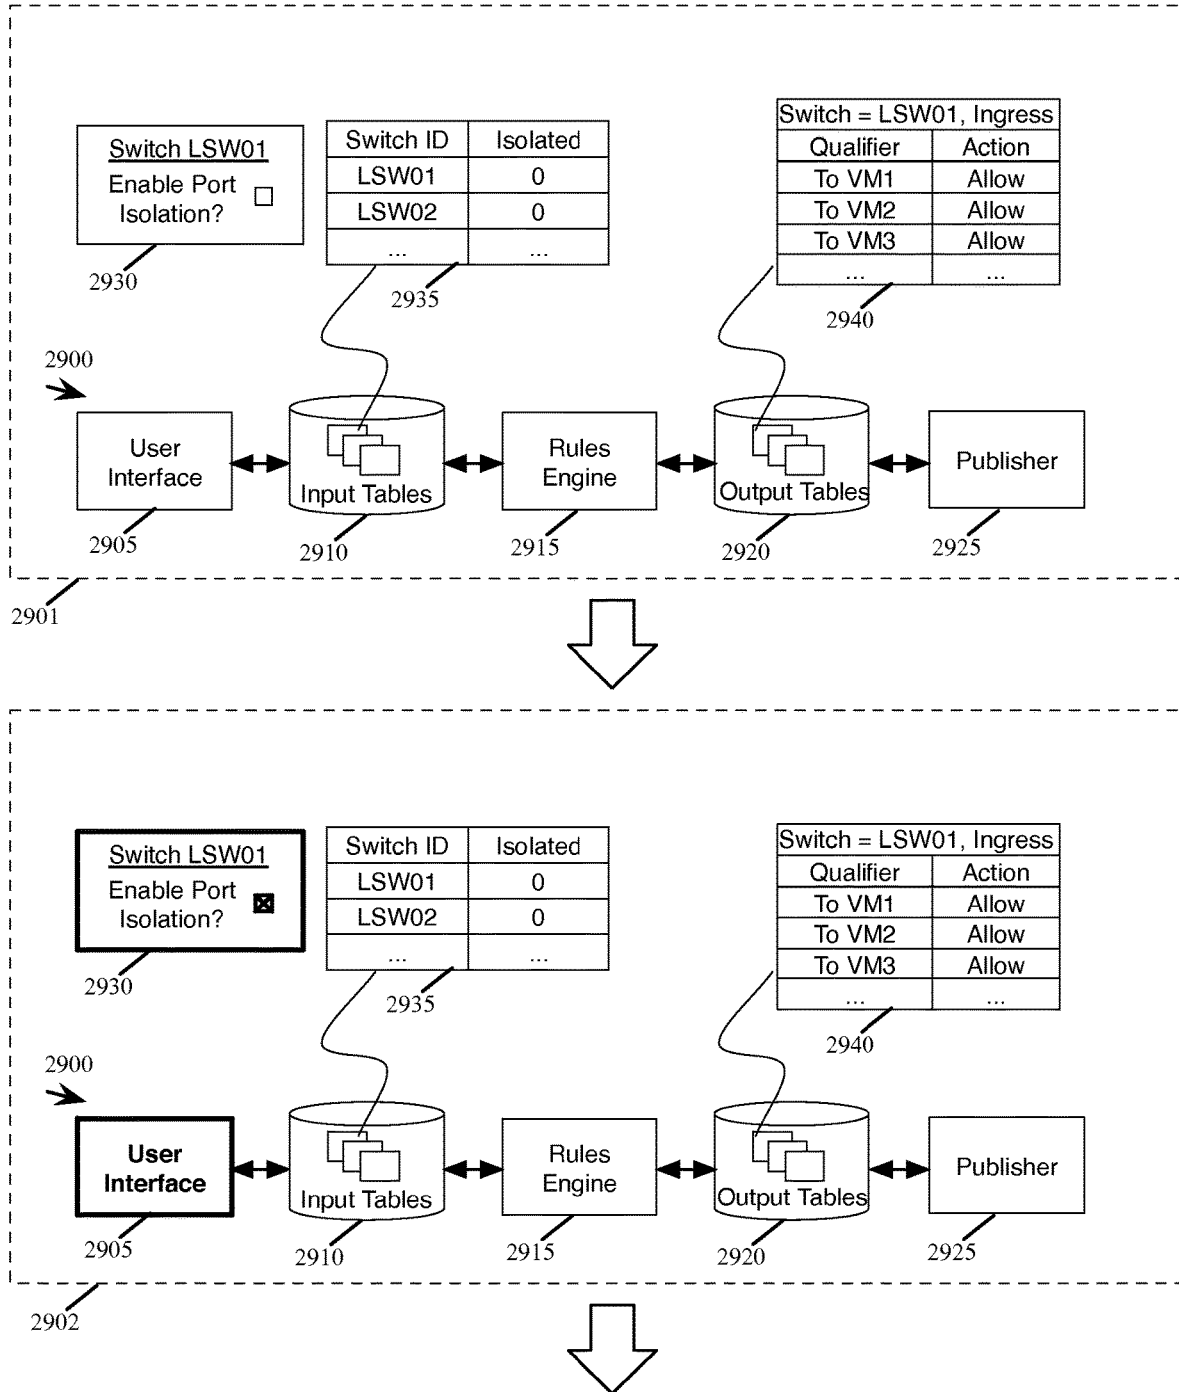 Switch LSW01
Enable Port
Isolation?
2930
Switch ID Isolated
LSW01 0
LSW02 0
... ...
2935
Switch = LSW01, Ingress
Qualifier Action
To VM1 Allow
To VM2 Allow
To VM3 Allow
... ...
2940
2900
User
Interface
2905
Input Tables
2910
Rules
Engine
2915
Output Tables
2920
Publisher
2925
2901
Switch LSW01
Enable Port
Isolation?
2930
Switch ID Isolated
LSW01 0
LSW02 0
... ...
2935
Switch = LSW01, Ingress
Qualifier Action
To VM1 Allow
To VM2 Allow
To VM3 Allow
... ...
2940
2900
User
Interface
2905
Input Tables
2910
Rules
Engine
2915
Output Tables
2920
Publisher
2925
2902